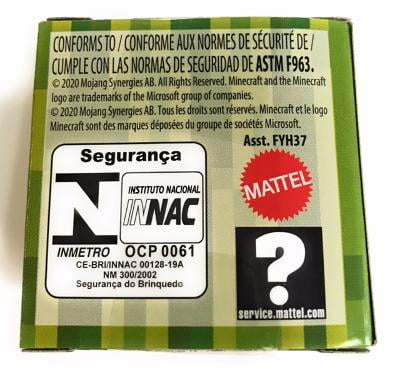 CONFORMS TO / CONFORME AUX NORMES DE SÉCURITÉ DE/
CUMPLE CON LAS NORMAS DE SEGURIDAD DE ASTM F963.
© 2020 Mojang Synergies AB. All Rights Reserved. Minecraft and the Minecraft
logo are trademarks of the Microsoft group of companies.
© 2020 Mojang Synergies AB. Tous les droits sont réservés. Minecraft et le logo
Minecraft sont des marques déposées du groupe de sociétés Microsoft.
Asst. FYH37
Segurança
INSTITUTO NACIONAL
INNAC
INMETRO OCP 0061
CE-BRI/INNAC 00128-19A
NM 300/2002
Segurança do Brinquedo
MATTEL
?
service.mattel.com